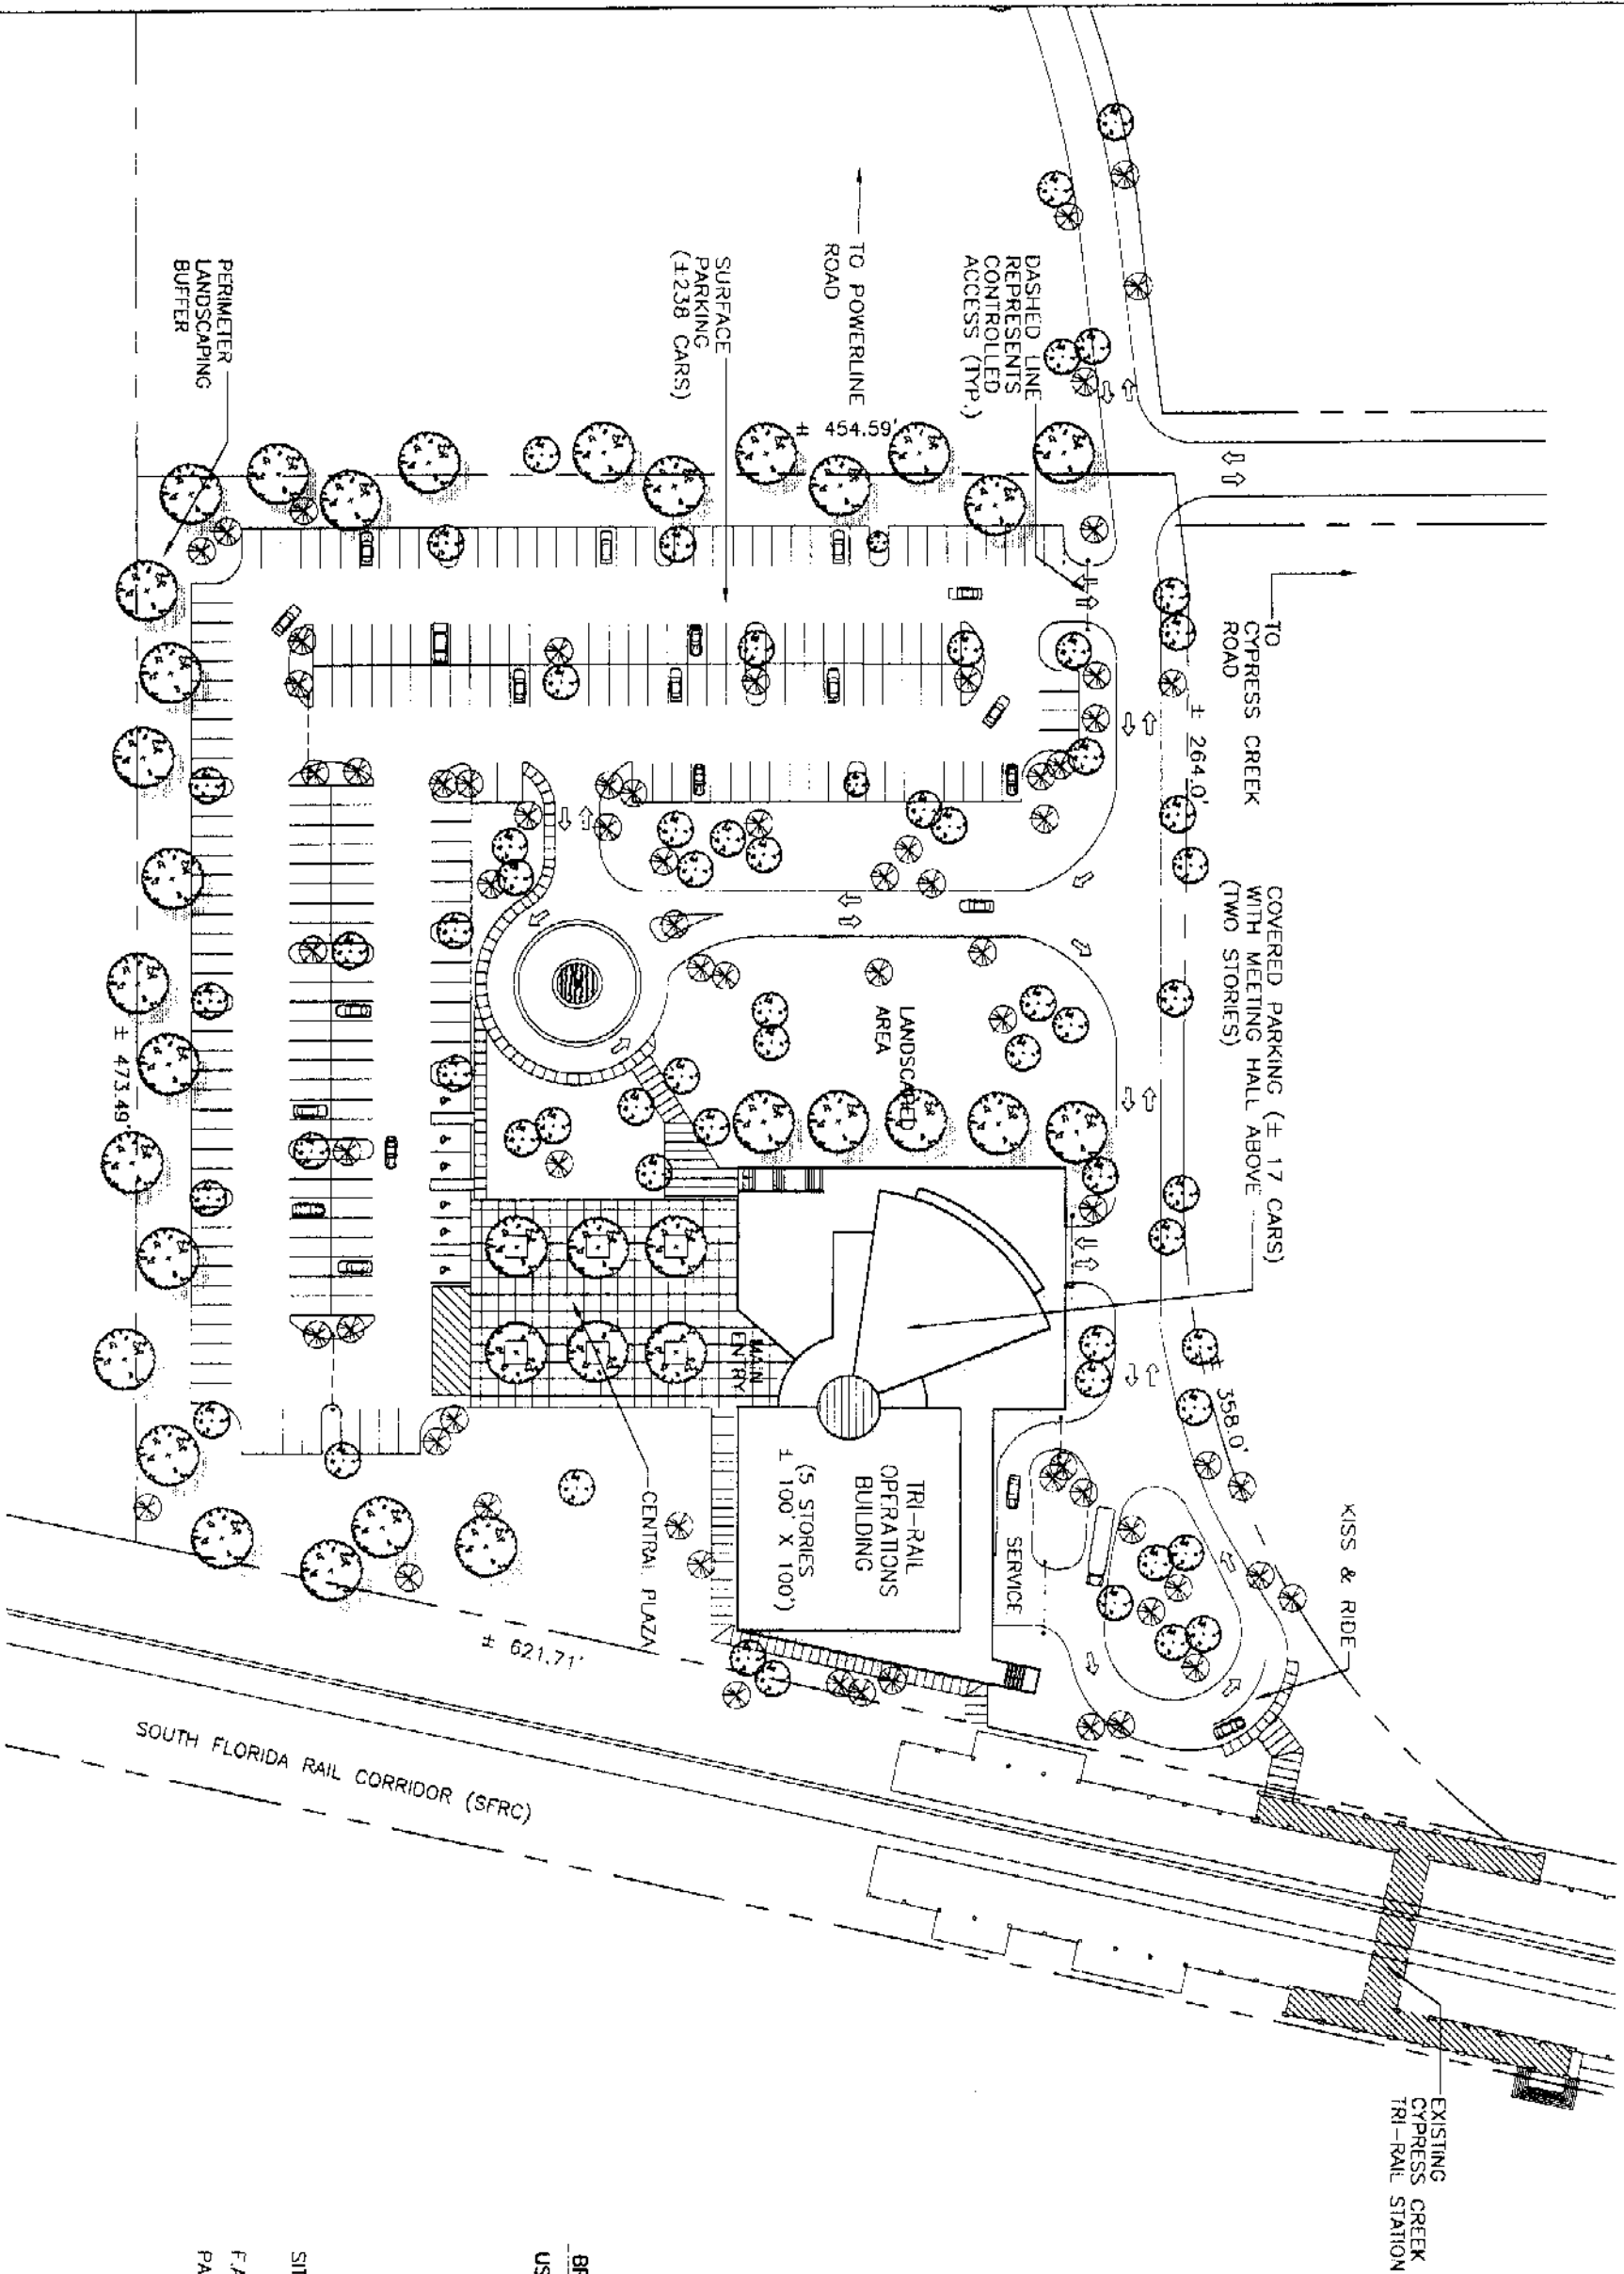 TO
CYPRESS CREEK
ROAD
COVERED PARKING (± 17 CARS)
WITH MEETING HALL ABOVE
(TWO STORIES)
KISS & RIDE
EXISTING
CYPRESS CREEK
TRI-RAIL STATION
± 264.0'
± 358.0'
DASHED LINE
REPRESENTS
CONTROLLED
ACCESS (TYP.)
TO POWERLINE
ROAD
± 454.59'
SURFACE
PARKING
(±238 CARS)
PERIMETER
LANDSCAPING
BUFFER
LANDSCAPED
AREA
MAIN
ENTRY
TRI-RAIL
OPERATIONS
BUILDING
(5 STORIES
± 100' X 100')
SERVICE
CENTRAL PLAZA
± 473.49'
± 621.71'
SOUTH FLORIDA RAIL CORRIDOR (SFRC)
US
SIT
F.A
PA